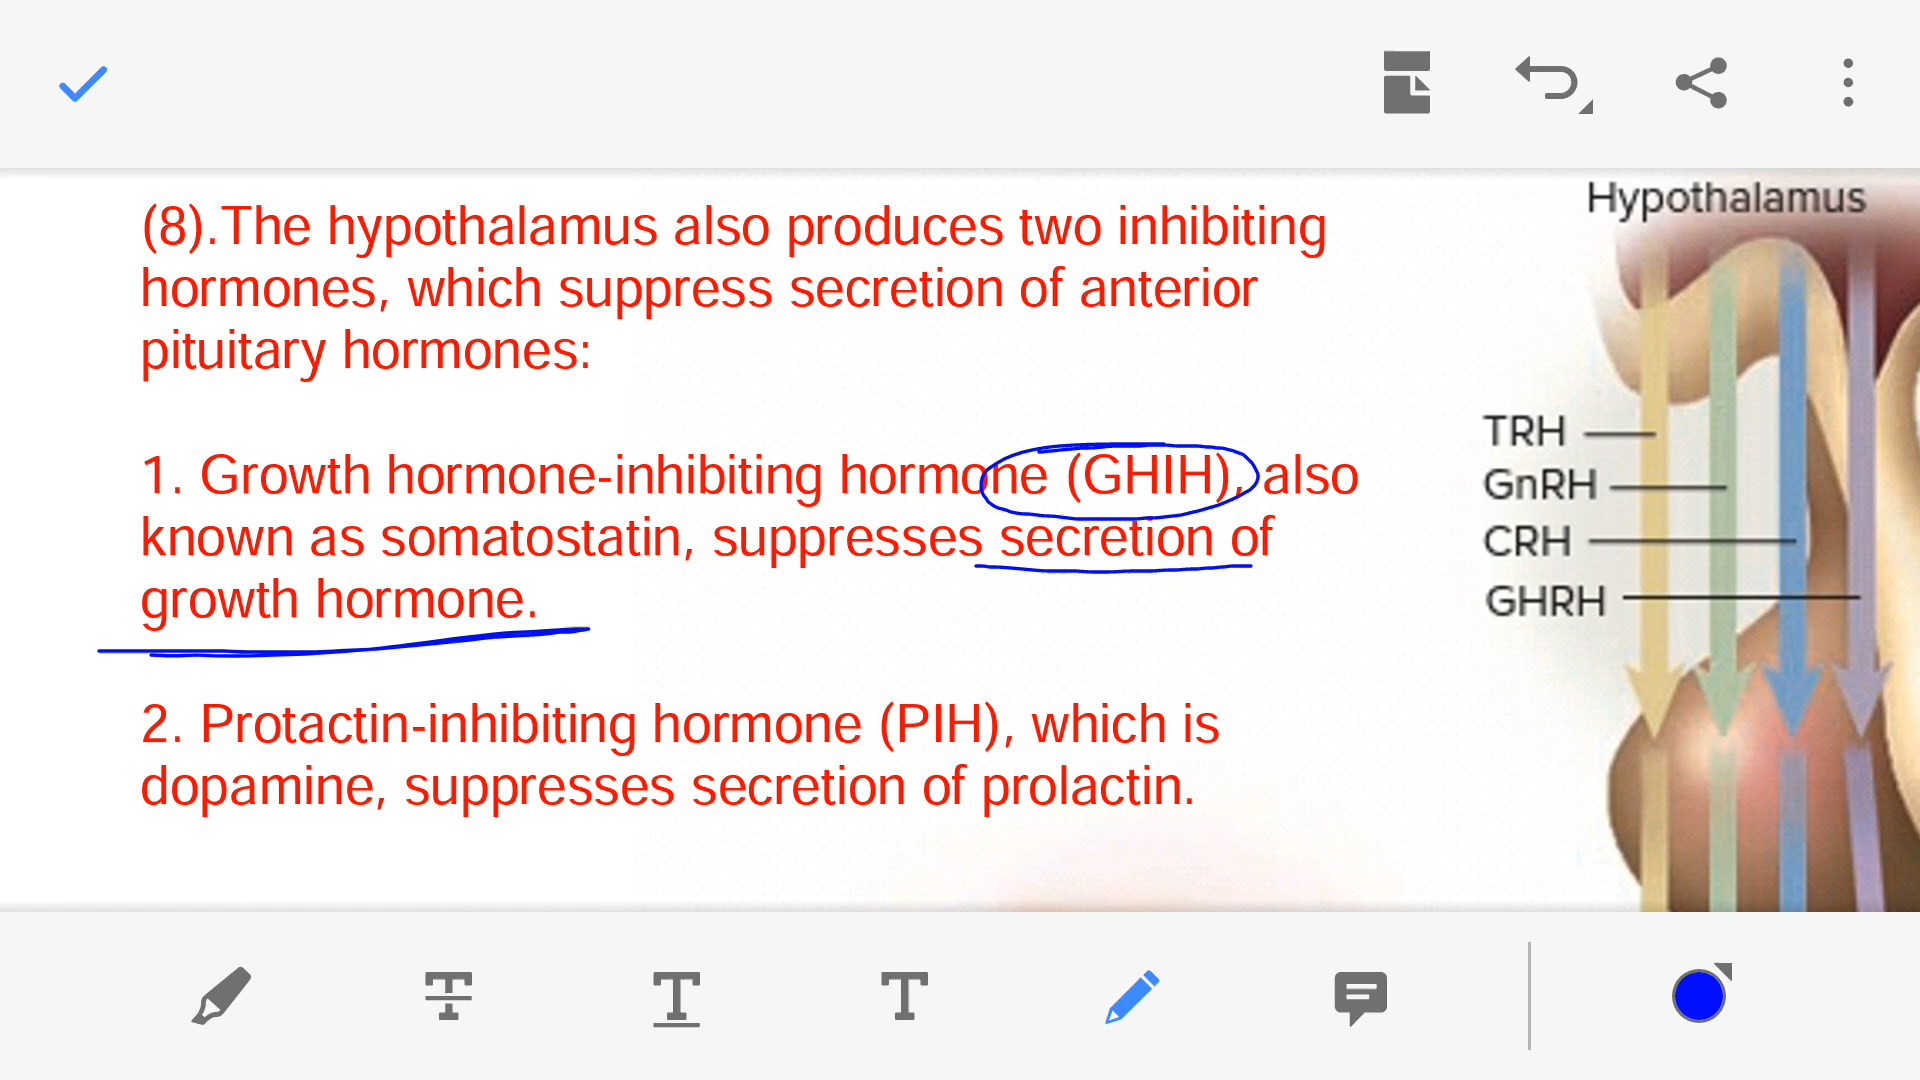 (8).The hypothalamus also produces two inhibiting
hormones, which suppress secretion of anterior
pituitary hormones:
1. Growth hormone-inhibiting hormone (GHIH), also
known as somatostatin, suppresses secretion of
growth hormone.
2. Protactin-inhibiting hormone (PIH), which is
dopamine, suppresses secretion of prolactin.
Hypothalamus
TRH
GnRH
CRH
GHRH